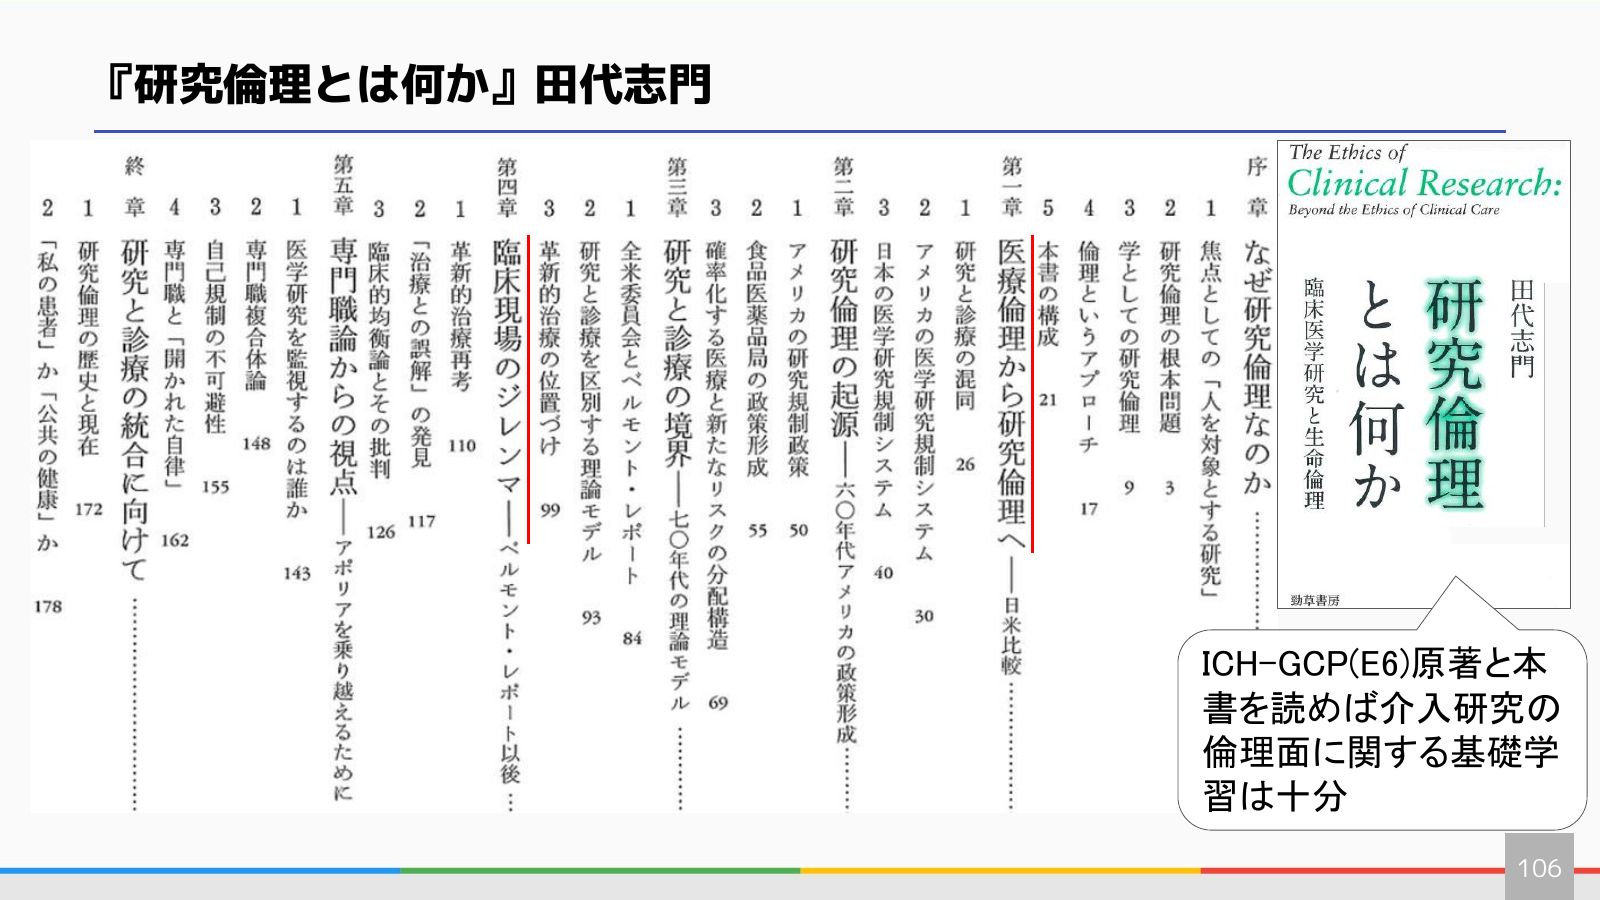 『研究倫理とは何か』田代志門
序章 なぜ研究倫理なのか
1 焦点としての「人を対象とする研究」
2 研究倫理の根本問題 3
3 学としての研究倫理 9
4 倫理というアプローチ 17
5 本書の構成 21
第一章 医療倫理から研究倫理へ――日米比較
1 研究と診療の混同 26
2 アメリカの医学研究規制システム 30
3 日本の医学研究規制システム 40
第二章 研究倫理の起源――六〇年代アメリカの政策形成
1 アメリカの研究規制政策 50
2 食品医薬品局の政策形成 55
3 確率化する医療と新たなリスクの分配構造 69
第三章 研究と診療の境界――七〇年代の理論モデル
1 全米委員会とベルモント・レポート 84
2 研究と診療を区別する理論モデル 93
3 革新的治療の位置づけ 99
第四章 臨床現場のジレンマ――ベルモント・レポート以後
1 革新的治療再考 110
2 「治療との誤解」の発見 117
3 臨床的均衡論とその批判 126
第五章 専門職論からの視点――アポリアを乗り越えるために
1 医学研究を監視するのは誰か 143
2 専門職複合体論 148
3 自己規制の不可避性 155
4 専門職と「開かれた自律」 162
終章 研究と診療の統合に向けて
1 研究倫理の歴史と現在 172
2 「私の患者」か「公共の健康」か 178
The Ethics of
Clinical Research:
Beyond the Ethics of Clinical Care
田代志門
研究倫理
とは何か
臨床医学研究と生命倫理
勁草書房
ICH-GCP(E6)原著と本
書を読めば介入研究の
倫理面に関する基礎学
習は十分
106